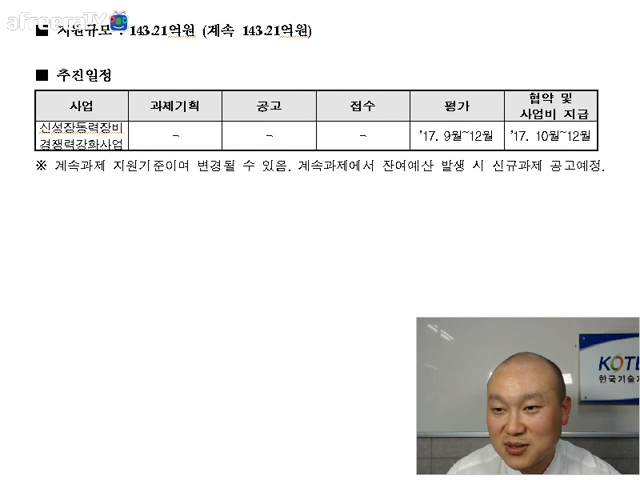 afreecaTV
■ 지원규모 : 143.21억원 (계속 143.21억원)
■ 추진일정
사업 과제기획 공고 접수 평가 협약 및 사업비 지급
신성장동력장비 경쟁력강화사업 - - - '17. 9월~12월 '17. 10월~12월
※ 계속과제 지원기준이며 변경될 수 있음. 계속과제에서 잔여예산 발생 시 신규과제 공고예정.
한국기술